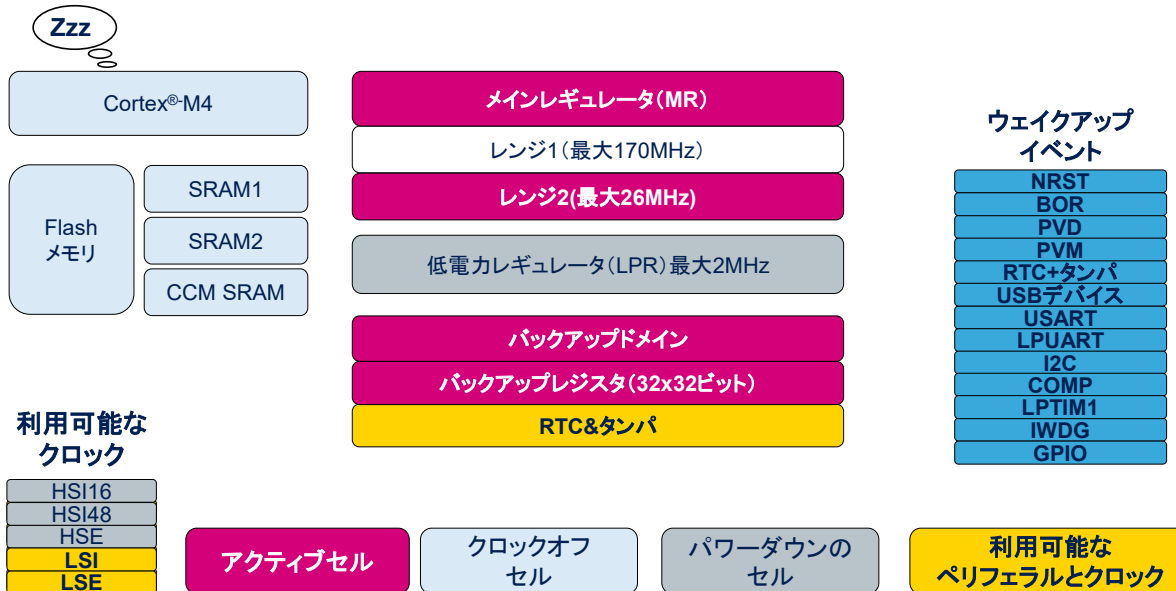 Zzz
Cortex®-M4
Flash
メモリ
SRAM1
SRAM2
CCM SRAM
メインレギュレータ(MR)
レンジ1(最大170MHz)
レンジ2(最大26MHz)
低電力レギュレータ(LPR)最大2MHz
バックアップドメイン
バックアップレジスタ(32x32ビット)
RTC&タンパ
ウェイクアップ
イベント
NRST
BOR
PVD
PVM
RTC+タンパ
USBデバイス
USART
LPUART
I2C
COMP
LPTIM1
IWDG
GPIO
利用可能な
クロック
HSI16
HSI48
HSE
LSI
LSE
アクティブセル
クロックオフ
セル
パワーダウンの
セル
利用可能な
ペリフェラルとクロック